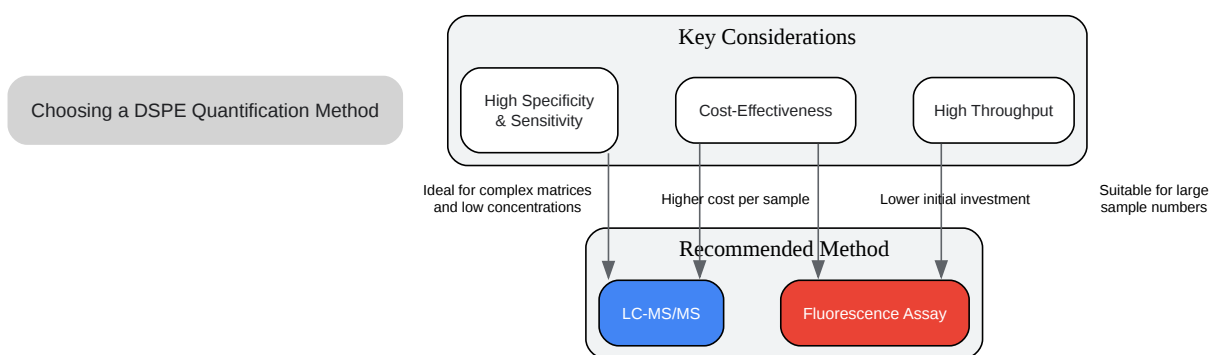 Key Considerations
Choosing a DSPE Quantification Method
High Specificity
& Sensitivity
Cost-Effectiveness
High Throughput
Ideal for complex matrices
and low concentrations
Higher cost per sample
Lower initial investment
Suitable for large
sample numbers
Recommended Method
LC-MS/MS
Fluorescence Assay